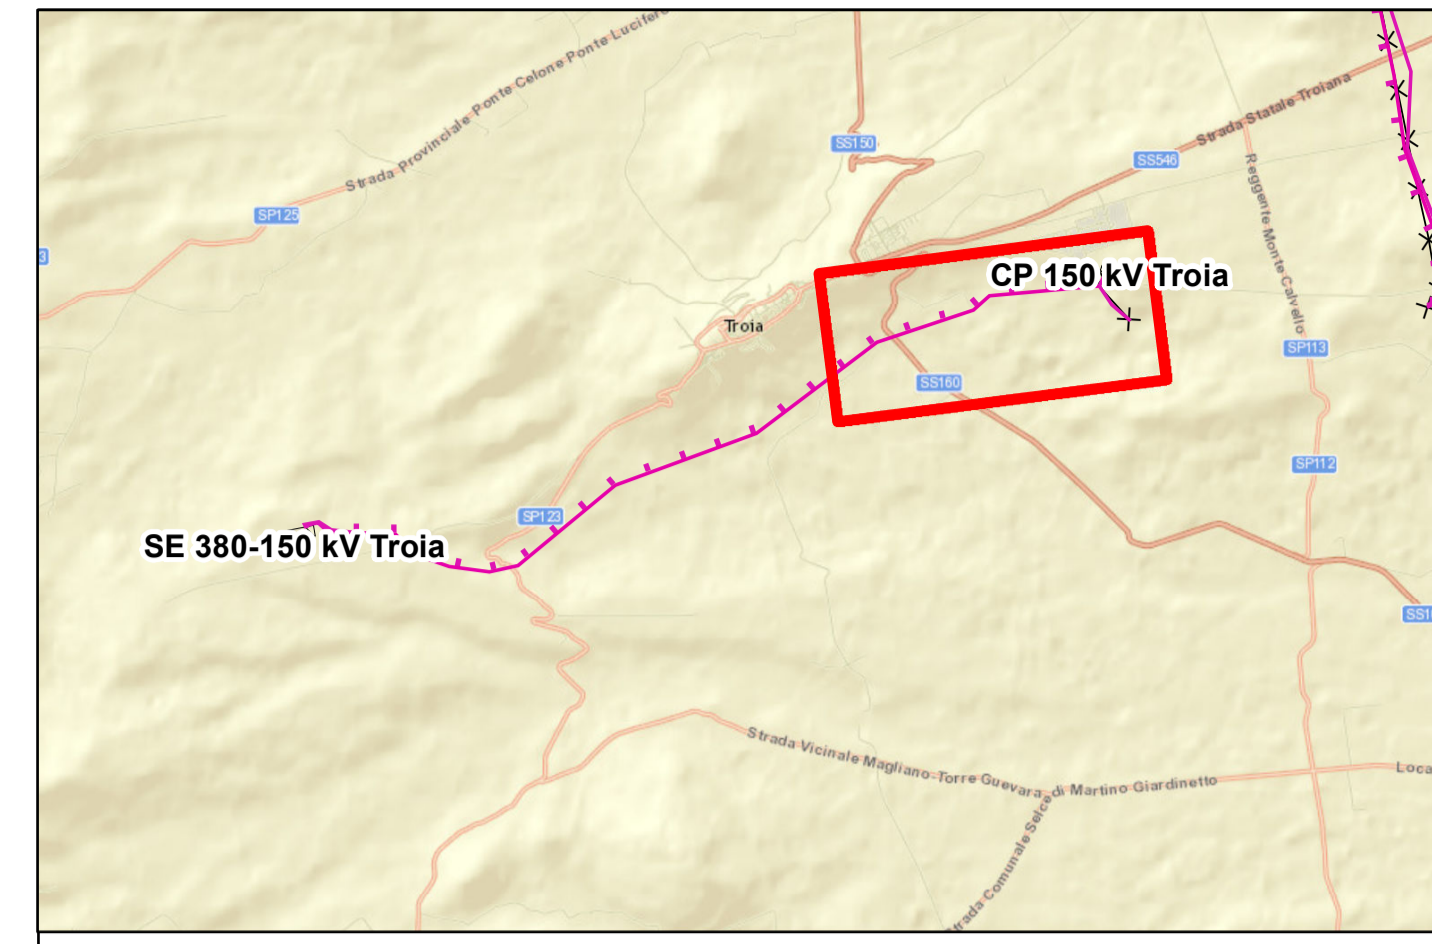 Strada Provinciale Ponte Celone Ponte Lucifero
SS150
SS546
Strada Statale Troiana
SP125
3
Reggente Monte Calvello
CP 150 kV Troia
Troia
SP113
SS160
SP112
SP123
SE 380-150 kV Troia
SS1
Strada Vicinale Magliano-Torre Guevara
di Martino Giardinetto
Loca
Strada Comunale Selce